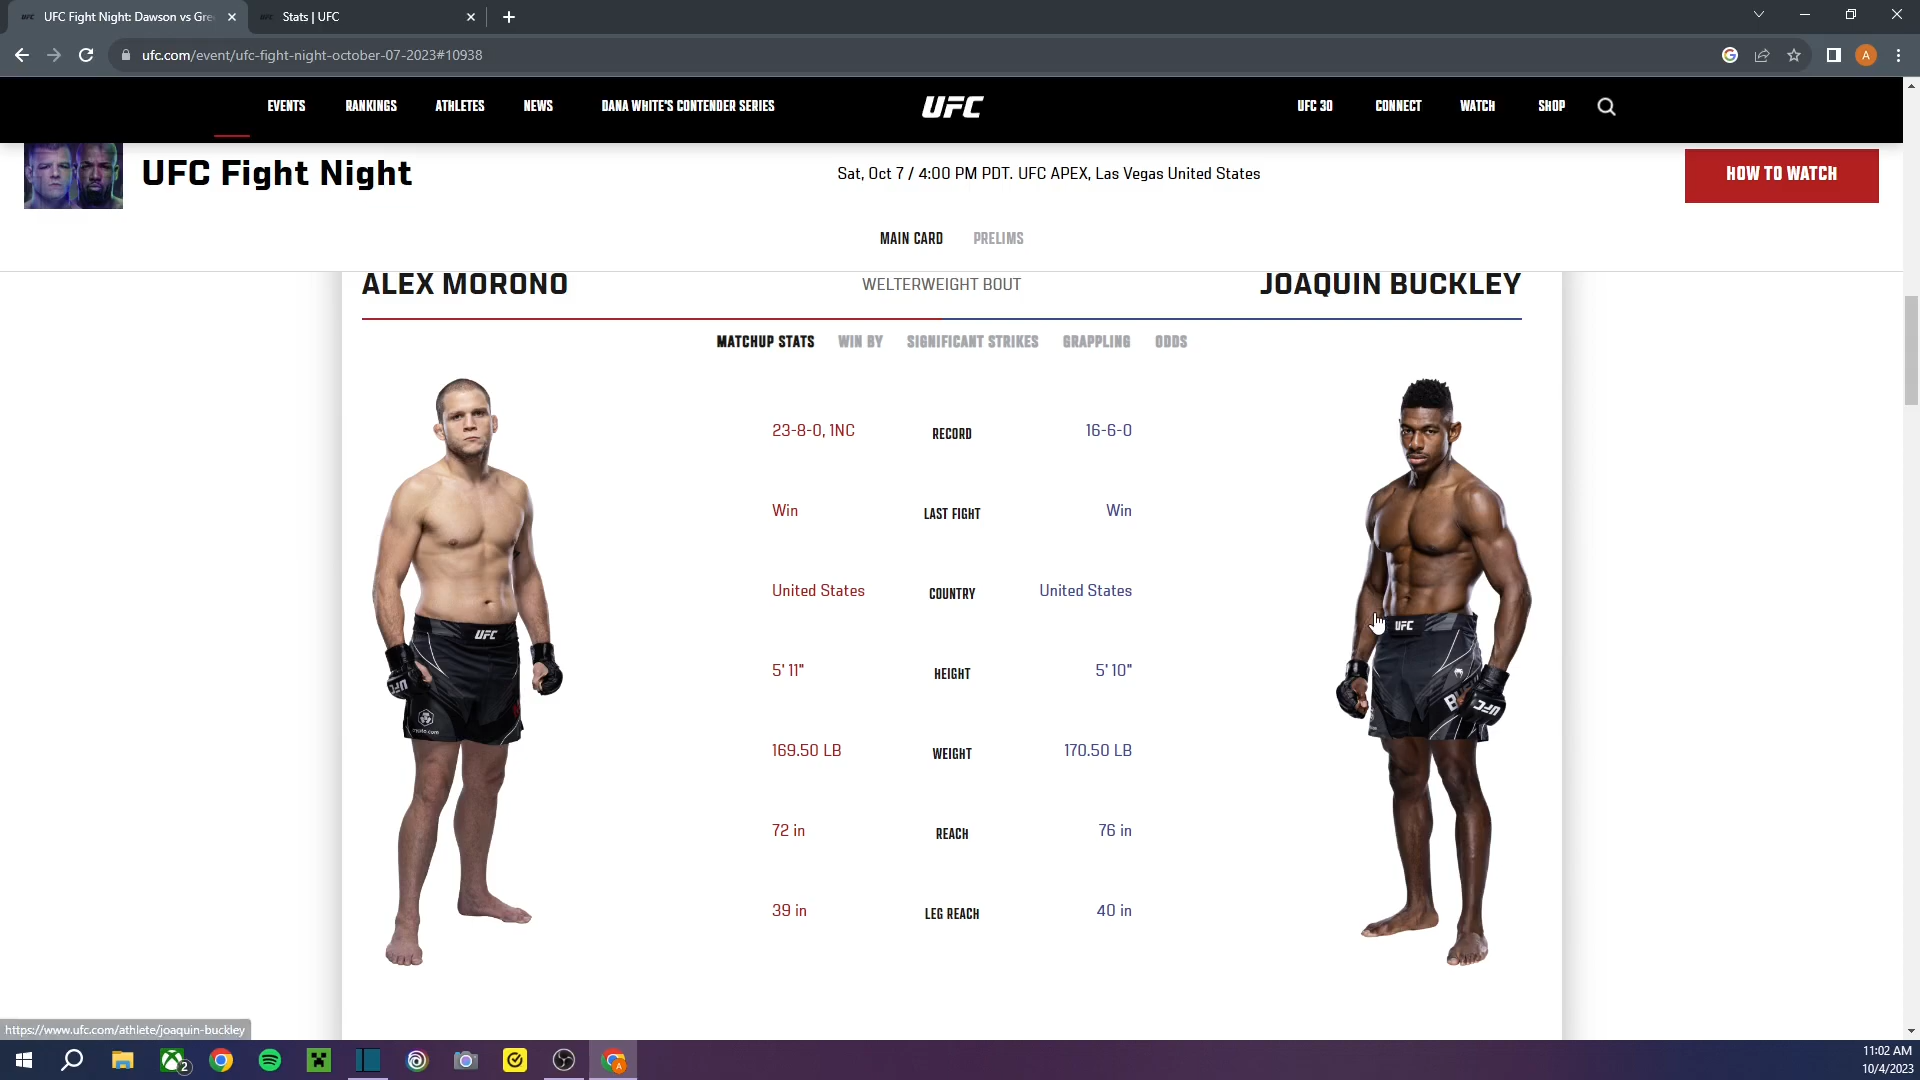 UFC Fight Night: Dawson vs Gre
Stats | UFC
ufc.com/event/ufc-fight-night-october-07-2023#10938
A
EVENTS RANKINGS ATHLETES NEWS DANA WHITE'S CONTENDER SERIES UFC UFC 30 CONNECT WATCH SHOP
UFC Fight Night
Sat, Oct 7 / 4:00 PM PDT. UFC APEX, Las Vegas United States
HOW TO WATCH
MAIN CARD PRELIMS
ALEX MORONO WELTERWEIGHT BOUT JOAQUIN BUCKLEY
MATCHUP STATS WIN BY SIGNIFICANT STRIKES GRAPPLING ODDS
23-8-0, 1NC RECORD 16-6-0
Win LAST FIGHT Win
United States COUNTRY United States
UFC
UFC
5' 11" HEIGHT 5' 10"
UFC
UFC
169.50 LB WEIGHT 170.50 LB
72 in REACH 76 in
39 in LEG REACH 40 in
https://www.ufc.com/athlete/joaquin-buckley
2
A
11:02 AM
10/4/2023